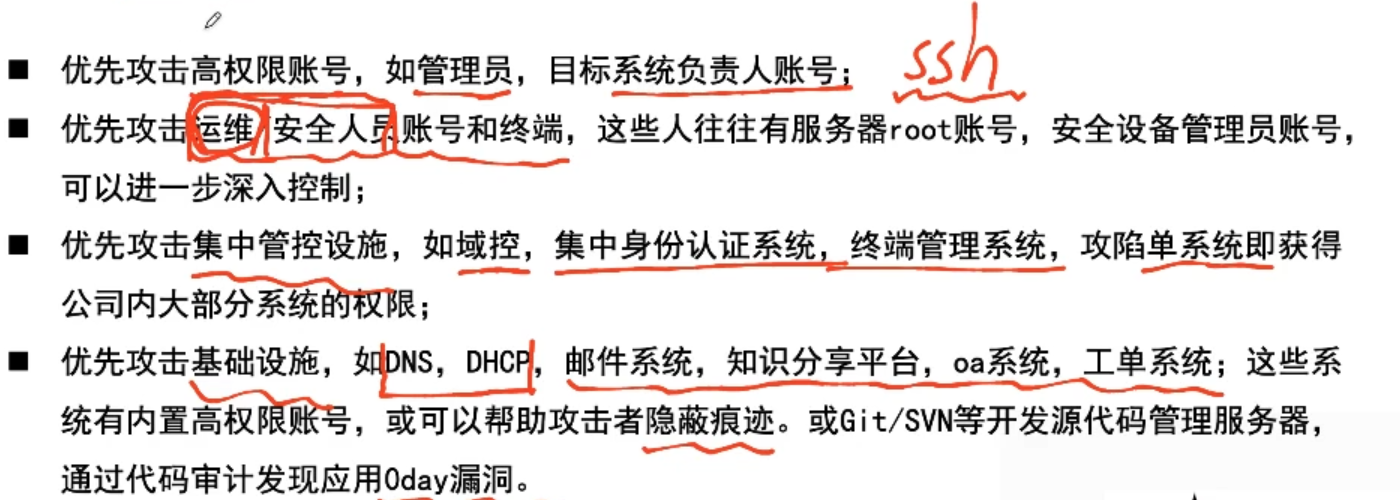 ssh
■ 优先攻击高权限账号，如管理员，目标系统负责人账号；
■ 优先攻击运维/安全人员账号和终端，这些人往往有服务器root账号，安全设备管理员账号，
可以进一步深入控制；
■ 优先攻击集中管控设施，如域控，集中身份认证系统，终端管理系统，攻陷单系统即获得
公司内大部分系统的权限；
■ 优先攻击基础设施，如DNS，DHCP，邮件系统，知识分享平台，oa系统，工单系统；这些系
统有内置高权限账号，或可以帮助攻击者隐蔽痕迹。或Git/SVN等开发源代码管理服务器，
通过代码审计发现应用0day漏洞。